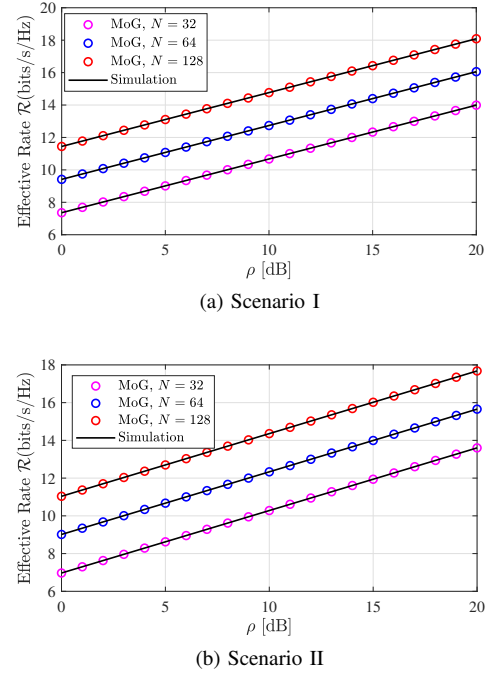 20
18
16
14
12
10
8
6
Effective Rate R(bits/s/Hz)
MoG, N = 32
MoG, N = 64
MoG, N = 128
Simulation
0 5 10 15 20
ρ [dB]
(a) Scenario I
18
16
14
12
10
8
6
Effective Rate R(bits/s/Hz)
MoG, N = 32
MoG, N = 64
MoG, N = 128
Simulation
0 5 10 15 20
ρ [dB]
(b) Scenario II